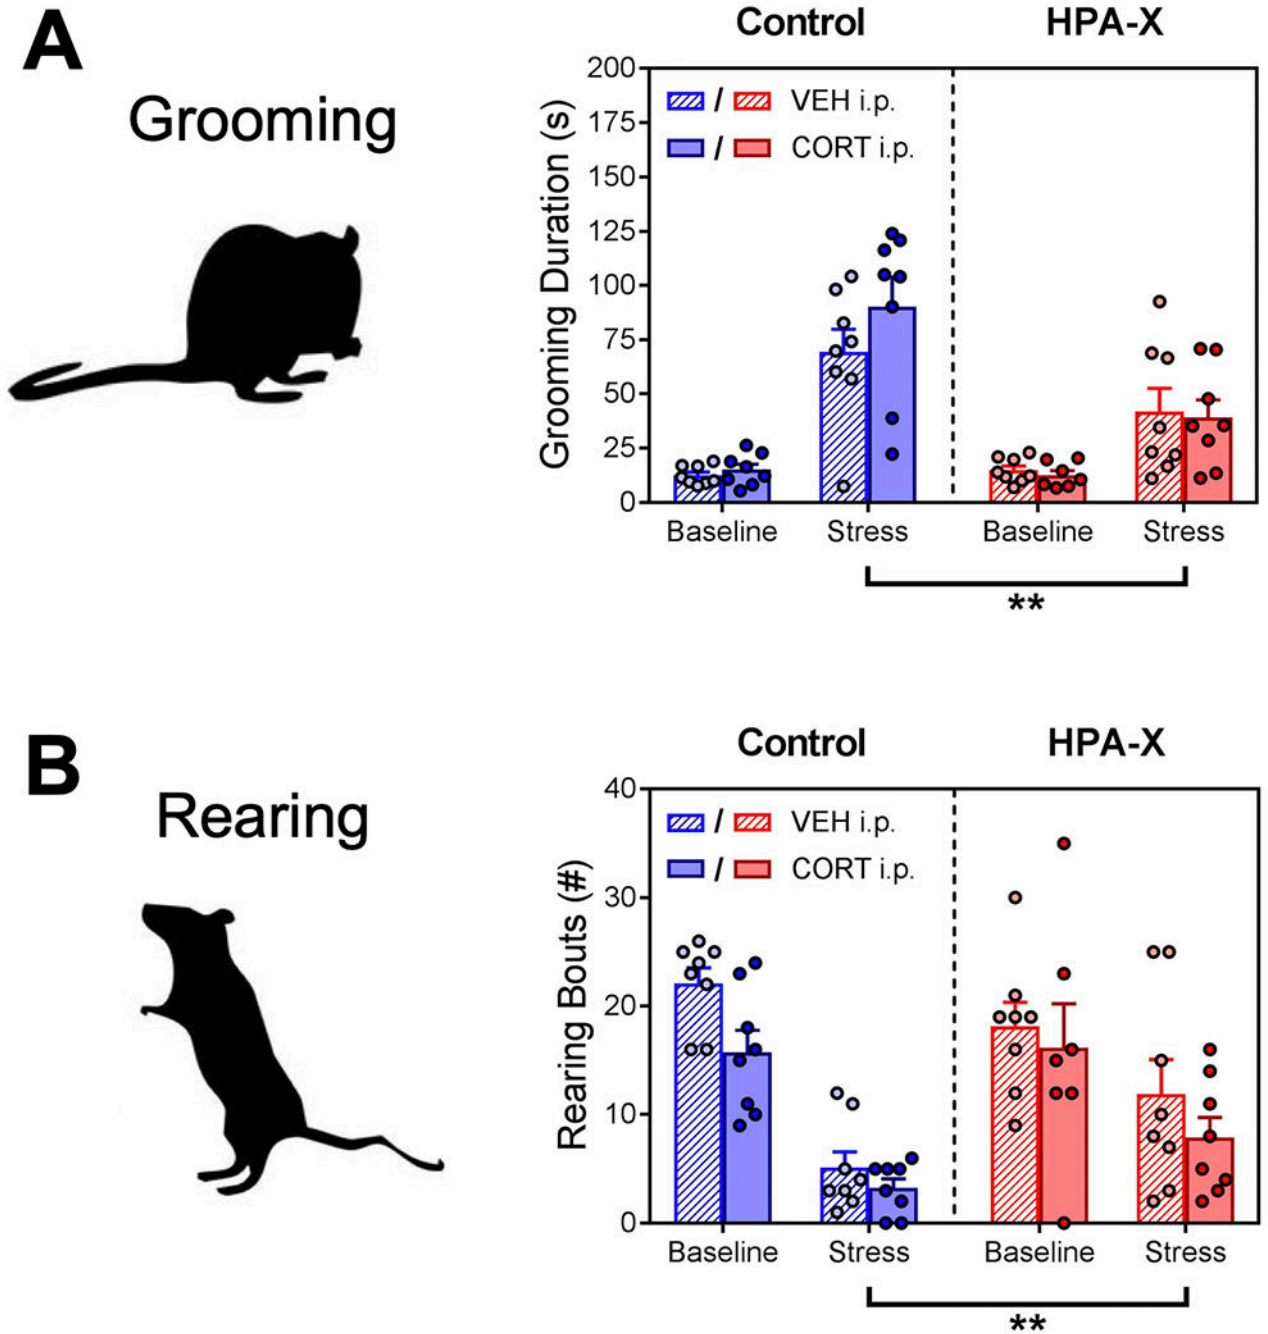 A
Grooming
Control HPA-X
Grooming Duration (s)
200
175
150
125
100
75
50
25
0
/ VEH i.p.
/ CORT i.p.
Baseline Stress Baseline Stress
**
B
Rearing
Control HPA-X
Rearing Bouts (#)
40
30
20
10
0
/ VEH i.p.
/ CORT i.p.
Baseline Stress Baseline Stress
**